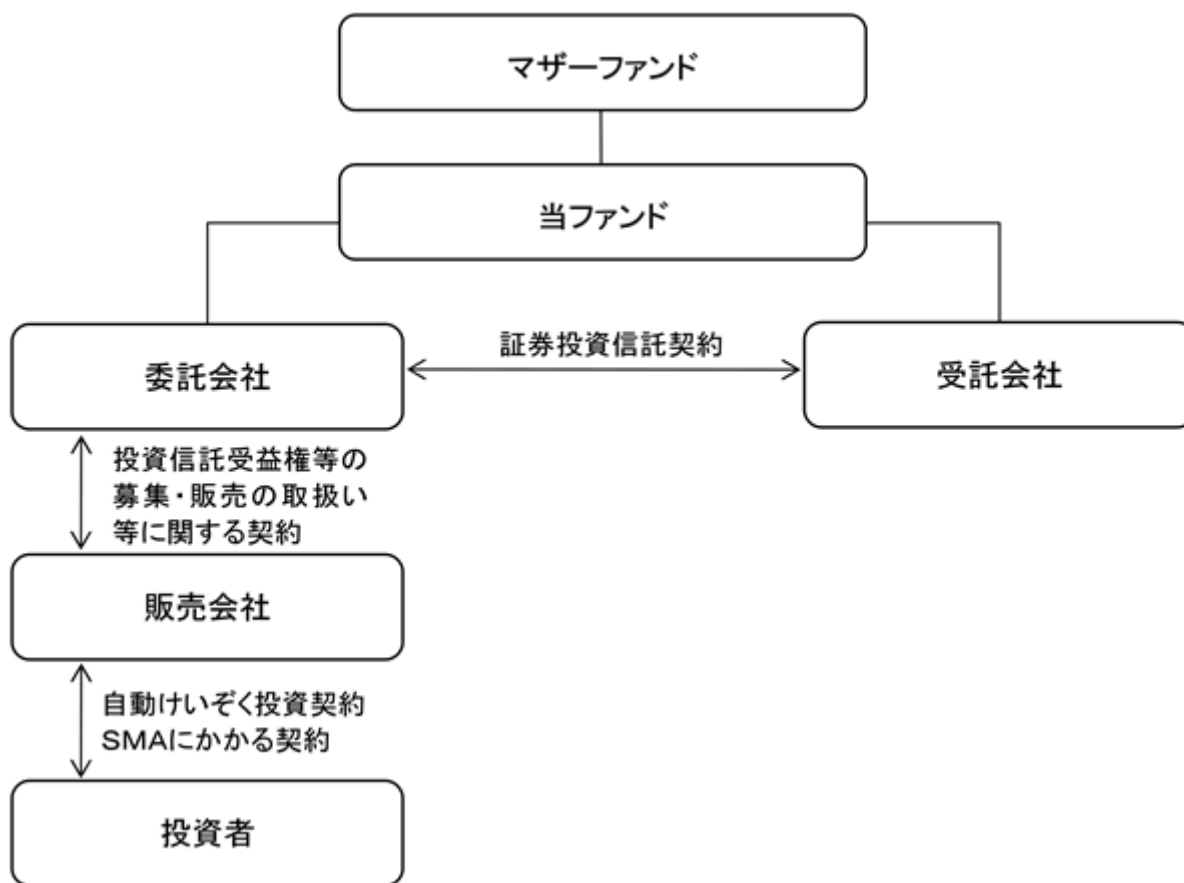 マザーファンド
当ファンド
委託会社
証券投資信託契約
受託会社
投資信託受益権等の
募集・販売の取扱い
等に関する契約
販売会社
自動けいぞく投資契約
SMAにかかる契約
投資者